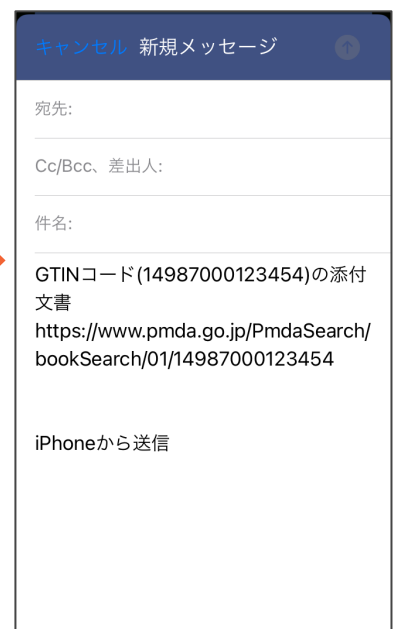 キャンセル 新規メッセージ
宛先:
Cc/Bcc、差出人:
件名:
GTINコード(14987000123454)の添付
文書
https://www.pmda.go.jp/PmdaSearch/
bookSearch/01/14987000123454
iPhoneから送信